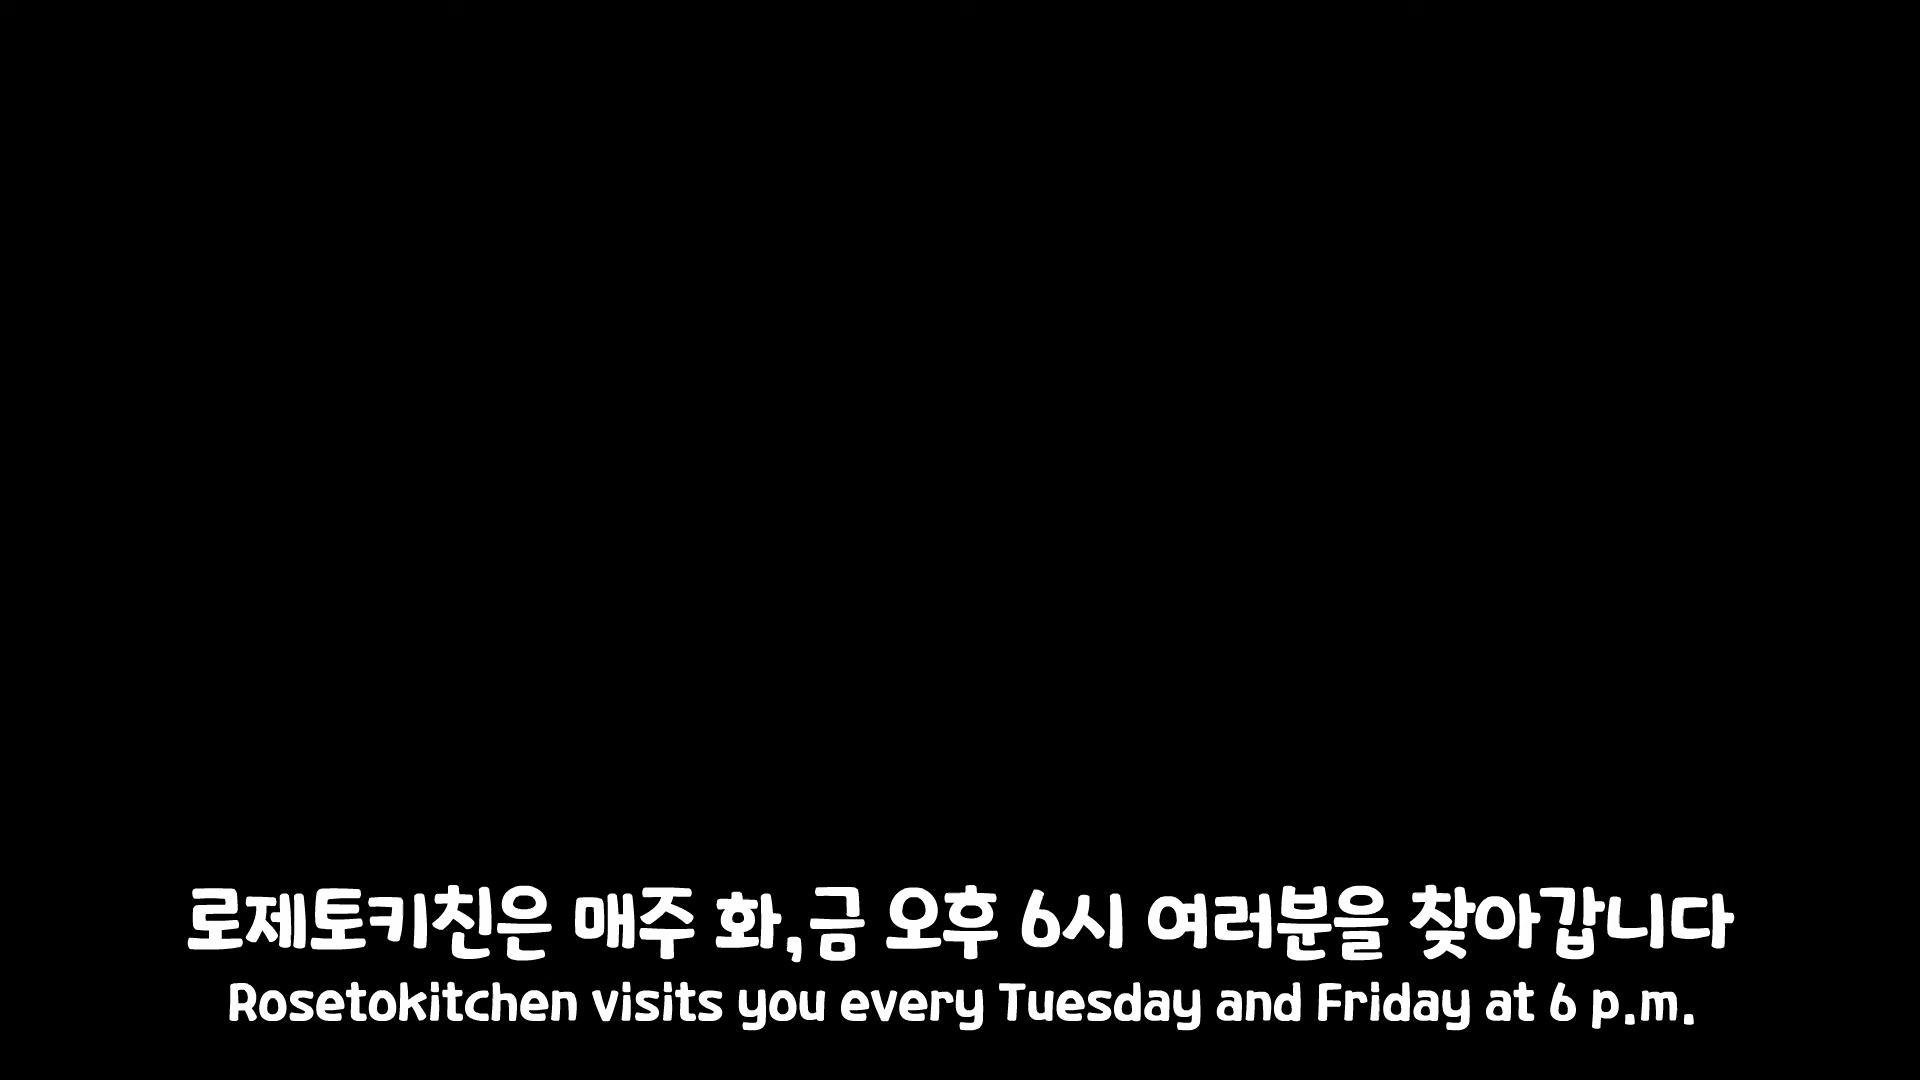 로제토키친은 매주 화,금 오후 6시 여러분을 찾아갑니다
Rosetokitchen visits you every Tuesday and Friday at 6 p.m.